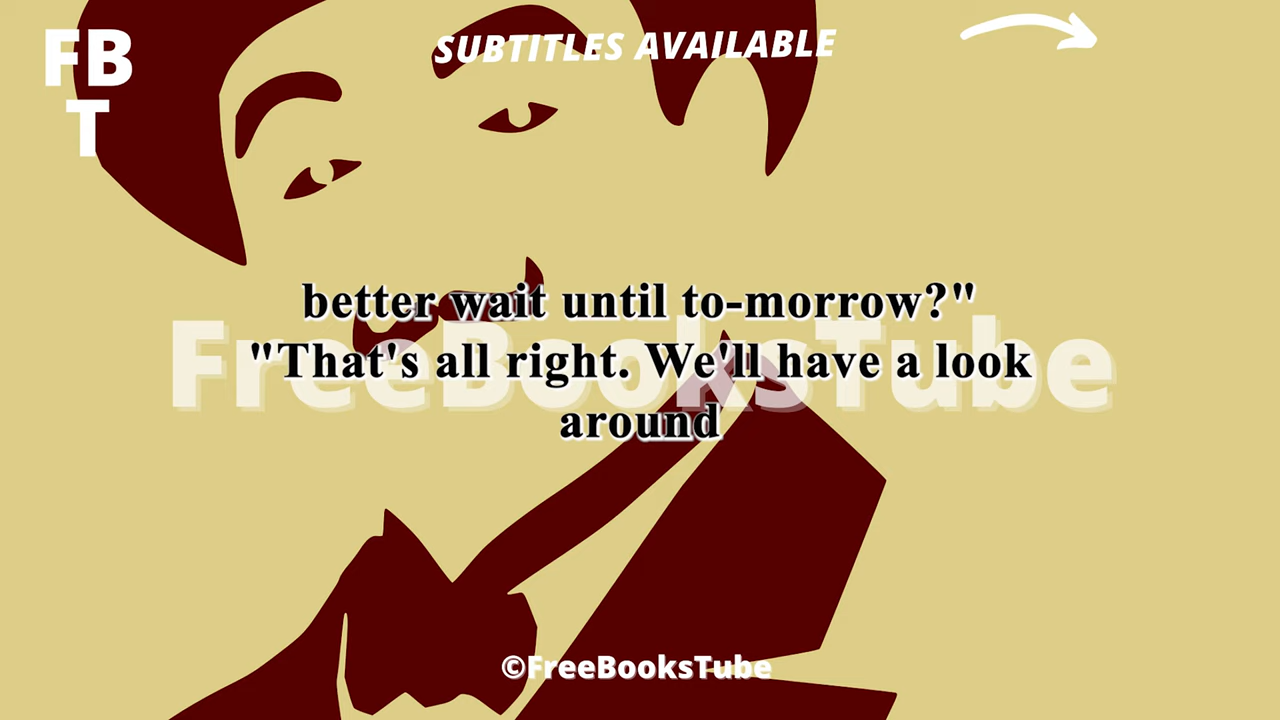 FB
T
SUBTITLES AVAILABLE
better wait until to-morrow?"
"That's all right. We'll have a look
around
FreeBooksTube
©FreeBooksTube